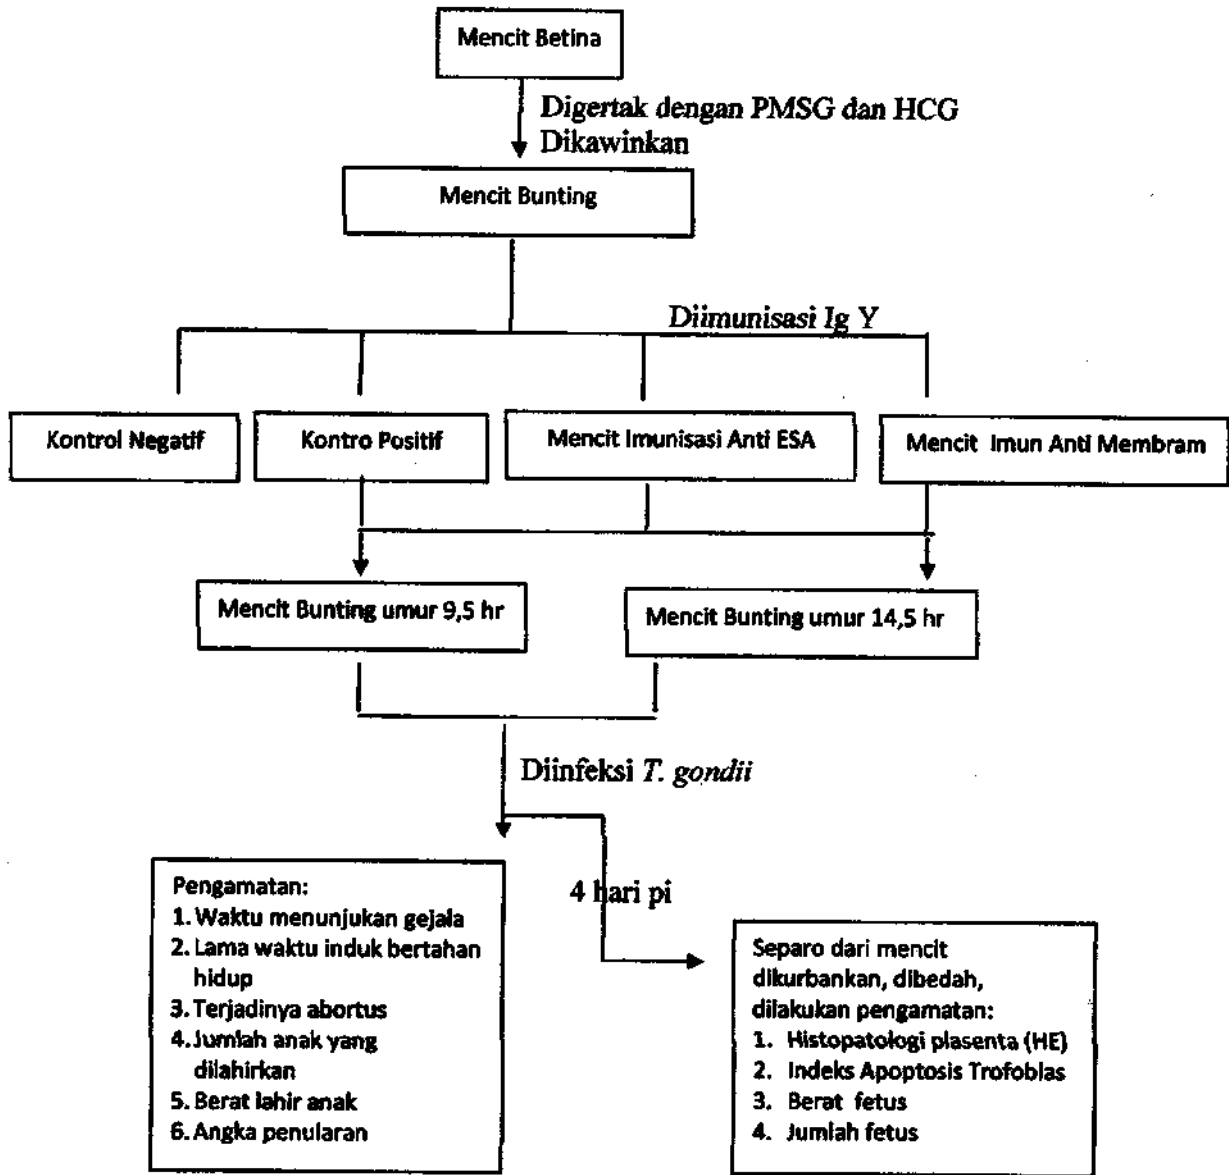 Mencit Betina
Digertak dengan PMSG dan HCG
Dikawinkan
Mencit Bunting
Diimunisasi Ig Y
Kontrol Negatif
Kontro Positif
Mencit Imunisasi Anti ESA
Mencit Imun Anti Membram
Mencit Bunting umur 9,5 hr
Mencit Bunting umur 14,5 hr
Diinfeksi T. gondii
4 hari pi
Pengamatan:
1. Waktu menunjukan gejala
2. Lama waktu induk bertahan
hidup
3. Terjadinya abortus
4. Jumlah anak yang
dilahirkan
5. Berat lahir anak
6. Angka penularan
Separo dari mencit
dikurbankan, dibedah,
dilakukan pengamatan:
1. Histopatologi plasenta (HE)
2. Indeks Apoptosis Trofoblas
3. Berat fetus
4. Jumlah fetus